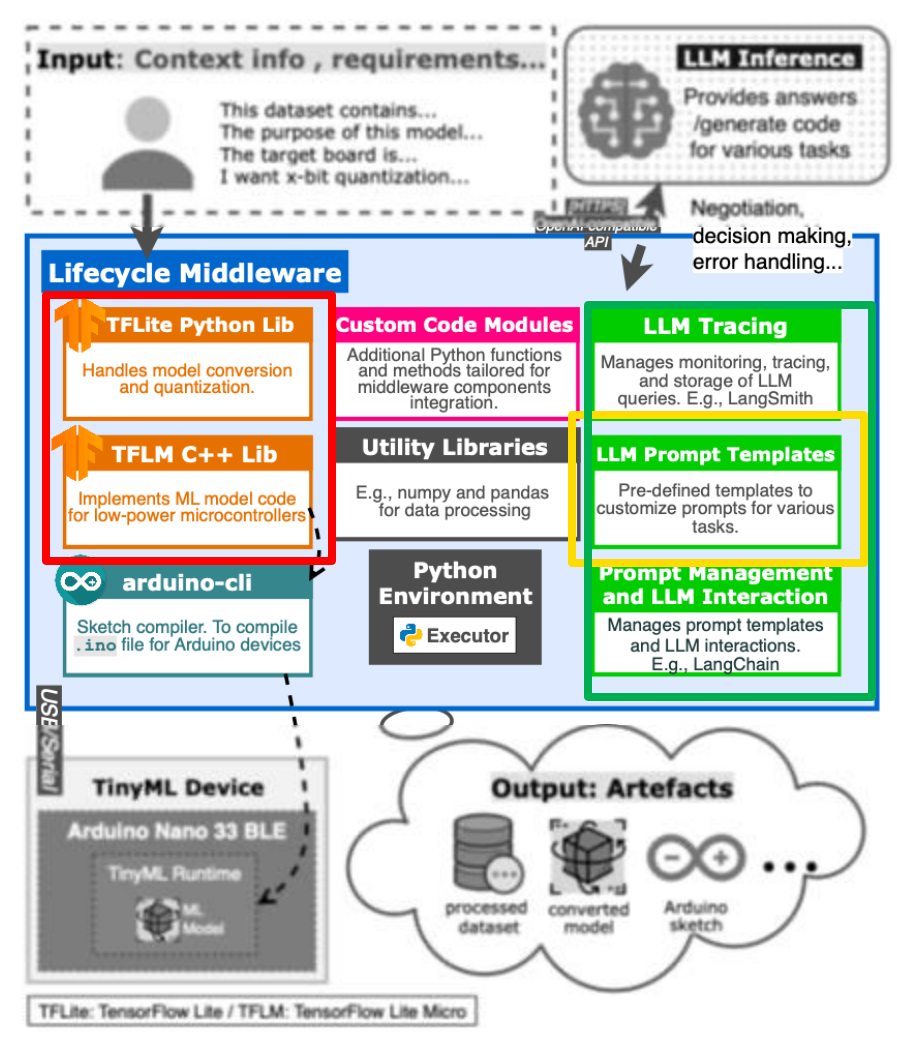 Input: Context info , requirements...
This dataset contains...
The purpose of this model...
The target board is...
I want x-bit quantization...
LLM Inference
Provides answers
/generate code
for various tasks
HTTPS
OpenAI-compatible
API
Negotiation,
decision making,
error handling...
Lifecycle Middleware
TFLite Python Lib
Handles model conversion
and quantization.
TFLM C++ Lib
Implements ML model code
for low-power microcontrollers
arduino-cli
Sketch compiler. To compile
.ino file for Arduino devices
Custom Code Modules
Additional Python functions
and methods tailored for
middleware components
integration.
Utility Libraries
E.g., numpy and pandas
for data processing
Python
Environment
Executor
LLM Tracing
Manages monitoring, tracing,
and storage of LLM
queries. E.g., LangSmith
LLM Prompt Templates
Pre-defined templates to
customize prompts for various
tasks.
Prompt Management
and LLM Interaction
Manages prompt templates
and LLM interactions.
E.g., LangChain
USB/Serial
TinyML Device
Arduino Nano 33 BLE
TinyML Runtime
ML
Model
Output: Artefacts
processed
dataset
converted
model
Arduino
sketch
TFLite: TensorFlow Lite / TFLM: TensorFlow Lite Micro